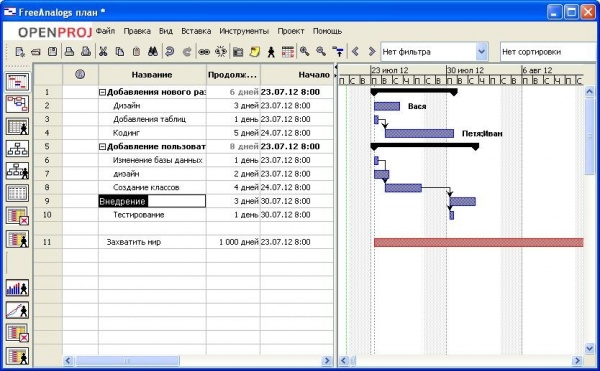 FreeAnalogs план *
OPENPROJ Файл Правка Вид Вставка Инструменты Проект Помощь
Нет фильтра Нет сортировки
Название Продолж... Начало
23 июл 12 30 июл 12 6 авг 12
П С В П В С Ч П С В П В С Ч П С В П В С Ч П С
1 Добавления нового раз 6 дней 23.07.12 8:00
2 Дизайн 3 дней 23.07.12 8:00 Вася
3 Добавления таблиц 1 день 23.07.12 8:00
4 Кодинг 5 дней 24.07.12 8:00 Петя;Иван
5 Добавление пользоват 8 дней 23.07.12 8:00
6 Изменение базы данных 1 день 23.07.12 8:00
7 дизайн 2 дней 23.07.12 8:00
8 Создание классов 4 дней 24.07.12 8:00
9 Внедрение 3 дней 30.07.12 8:00
10 Тестирование 1 день 30.07.12 8:00
11 Захватить мир 1 000 дней 23.07.12 8:00